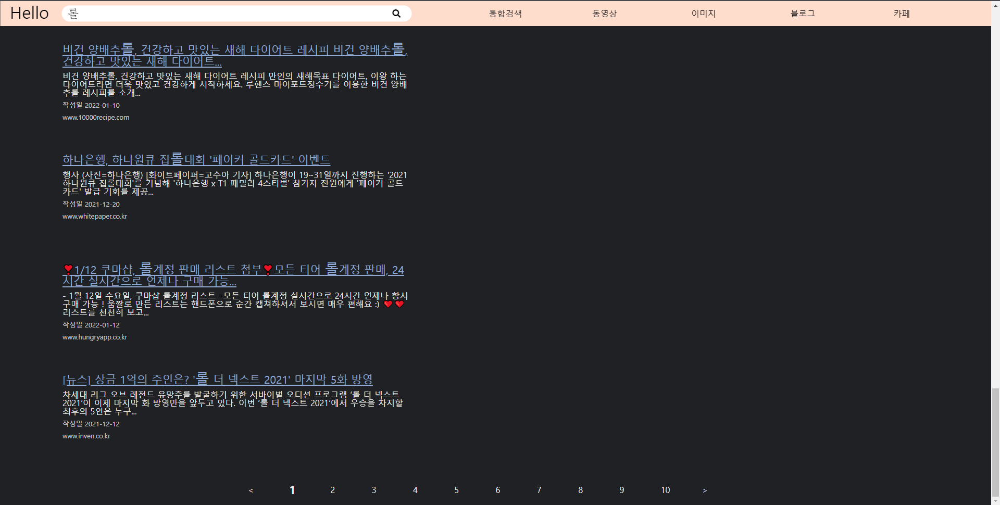 Hello
롤
통합검색 동영상 이미지 블로그 카페
비건 양배추롤, 건강하고 맛있는 새해 다이어트 레시피 비건 양배추롤,
건강하고 맛있는 새해 다이어트...
비건 양배추롤, 건강하고 맛있는 새해 다이어트 레시피 만인의 새해목표 다이어트, 이왕 하는
다이어트라면 더욱 맛있고 건강하게 시작하세요. 루헨스 마이포트정수기를 이용한 비건 양배
추롤 레시피를 소개...
작성일 2022-01-10
www.10000recipe.com
하나은행, 하나원큐 집롤대회 '페이커 골드카드' 이벤트
행사 (사진=하나은행) [화이트페이퍼=고수아 기자] 하나은행이 19~31일까지 진행하는 '2021
하나원큐 집롤대회'를 기념해 '하나은행 x T1 패밀리 4스티벌' 참가자 전원에게 '페이커 골드
카드' 발급 기회를 제공...
작성일 2021-12-20
www.whitepaper.co.kr
❣1/12 쿠마샵, 롤계정 판매 리스트 첨부❣모든 티어 롤계정 판매, 24
시간 실시간으로 언제나 구매 가능...
- 1월 12일 수요일, 쿠마샵 롤계정 리스트 모든 티어 롤계정 실시간으로 24시간 언제나 항시
구매 가능 ! 움짤로 만든 리스트는 핸드폰으로 순간 캡쳐하셔서 보시면 매우 편해요 :) ❤ ❤
리스트를 천천히 보고...
작성일 2022-01-12
www.hungryapp.co.kr
[뉴스] 상금 1억의 주인은? '롤 더 넥스트 2021' 마지막 5화 방영
차세대 리그 오브 레전드 유망주를 발굴하기 위한 서바이벌 오디션 프로그램 ‘롤 더 넥스트
2021’이 이제 마지막 화 방영만을 앞두고 있다. 이번 ‘롤 더 넥스트 2021’에서 우승을 차지할
최후의 5인은 누구...
작성일 2021-12-12
www.inven.co.kr
< 1 2 3 4 5 6 7 8 9 10 >